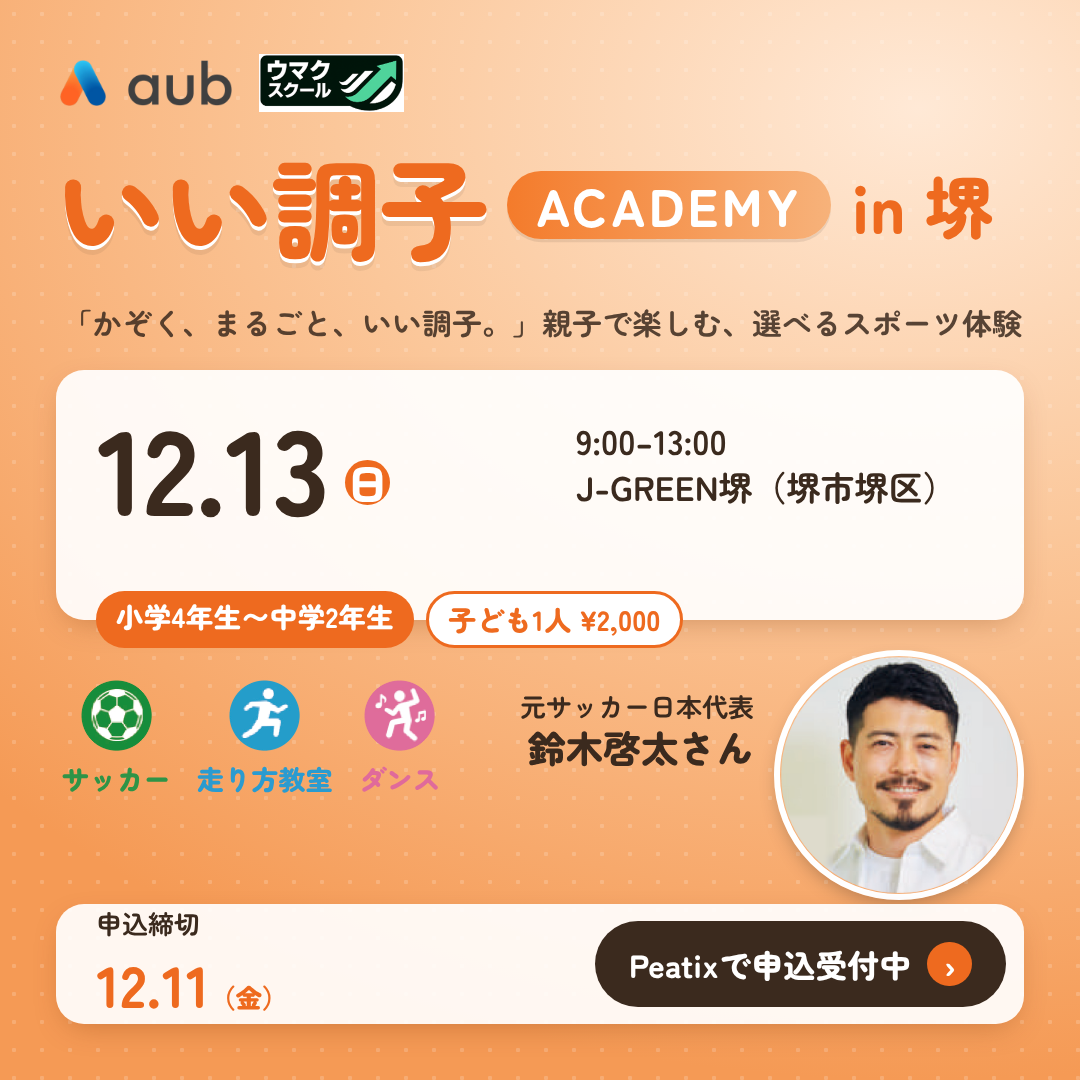 aub
ウマク
スクール
いい調子 ACADEMY in 堺
「かぞく、まるごと、いい調子。」親子で楽しむ、選べるスポーツ体験
12.13 日
9:00–13:00
J-GREEN堺（堺市堺区）
小学4年生〜中学2年生
子ども1人 ¥2,000
サッカー
走り方教室
ダンス
元サッカー日本代表
鈴木啓太さん
申込締切
12.11（金）
Peatixで申込受付中 ›